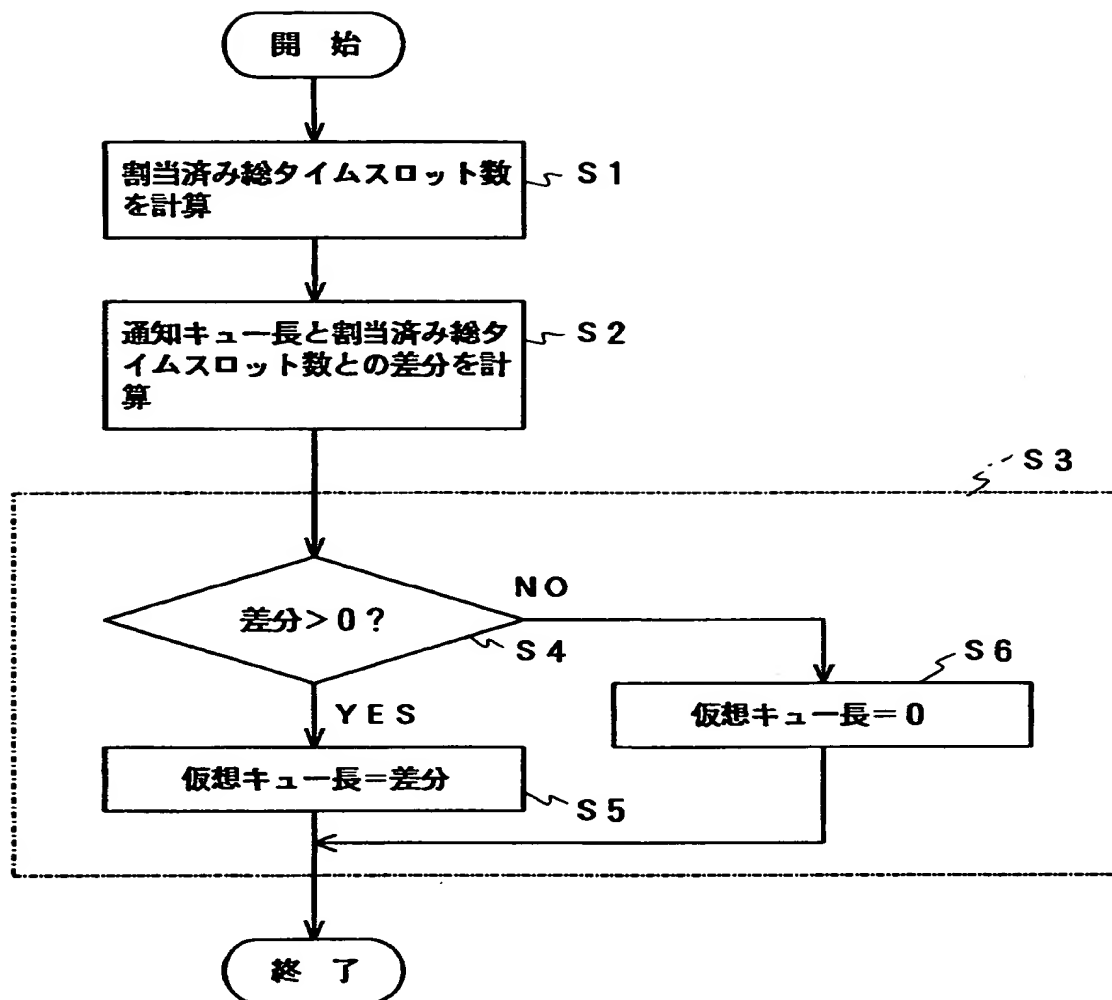 開 始
割当済み総タイムスロット数
を計算
S1
通知キュー長と割当済み総タ
イムスロット数との差分を計
算
S2
S3
差分>0?
NO
S4
YES
S6
仮想キュー長=0
仮想キュー長=差分
S5
終 了